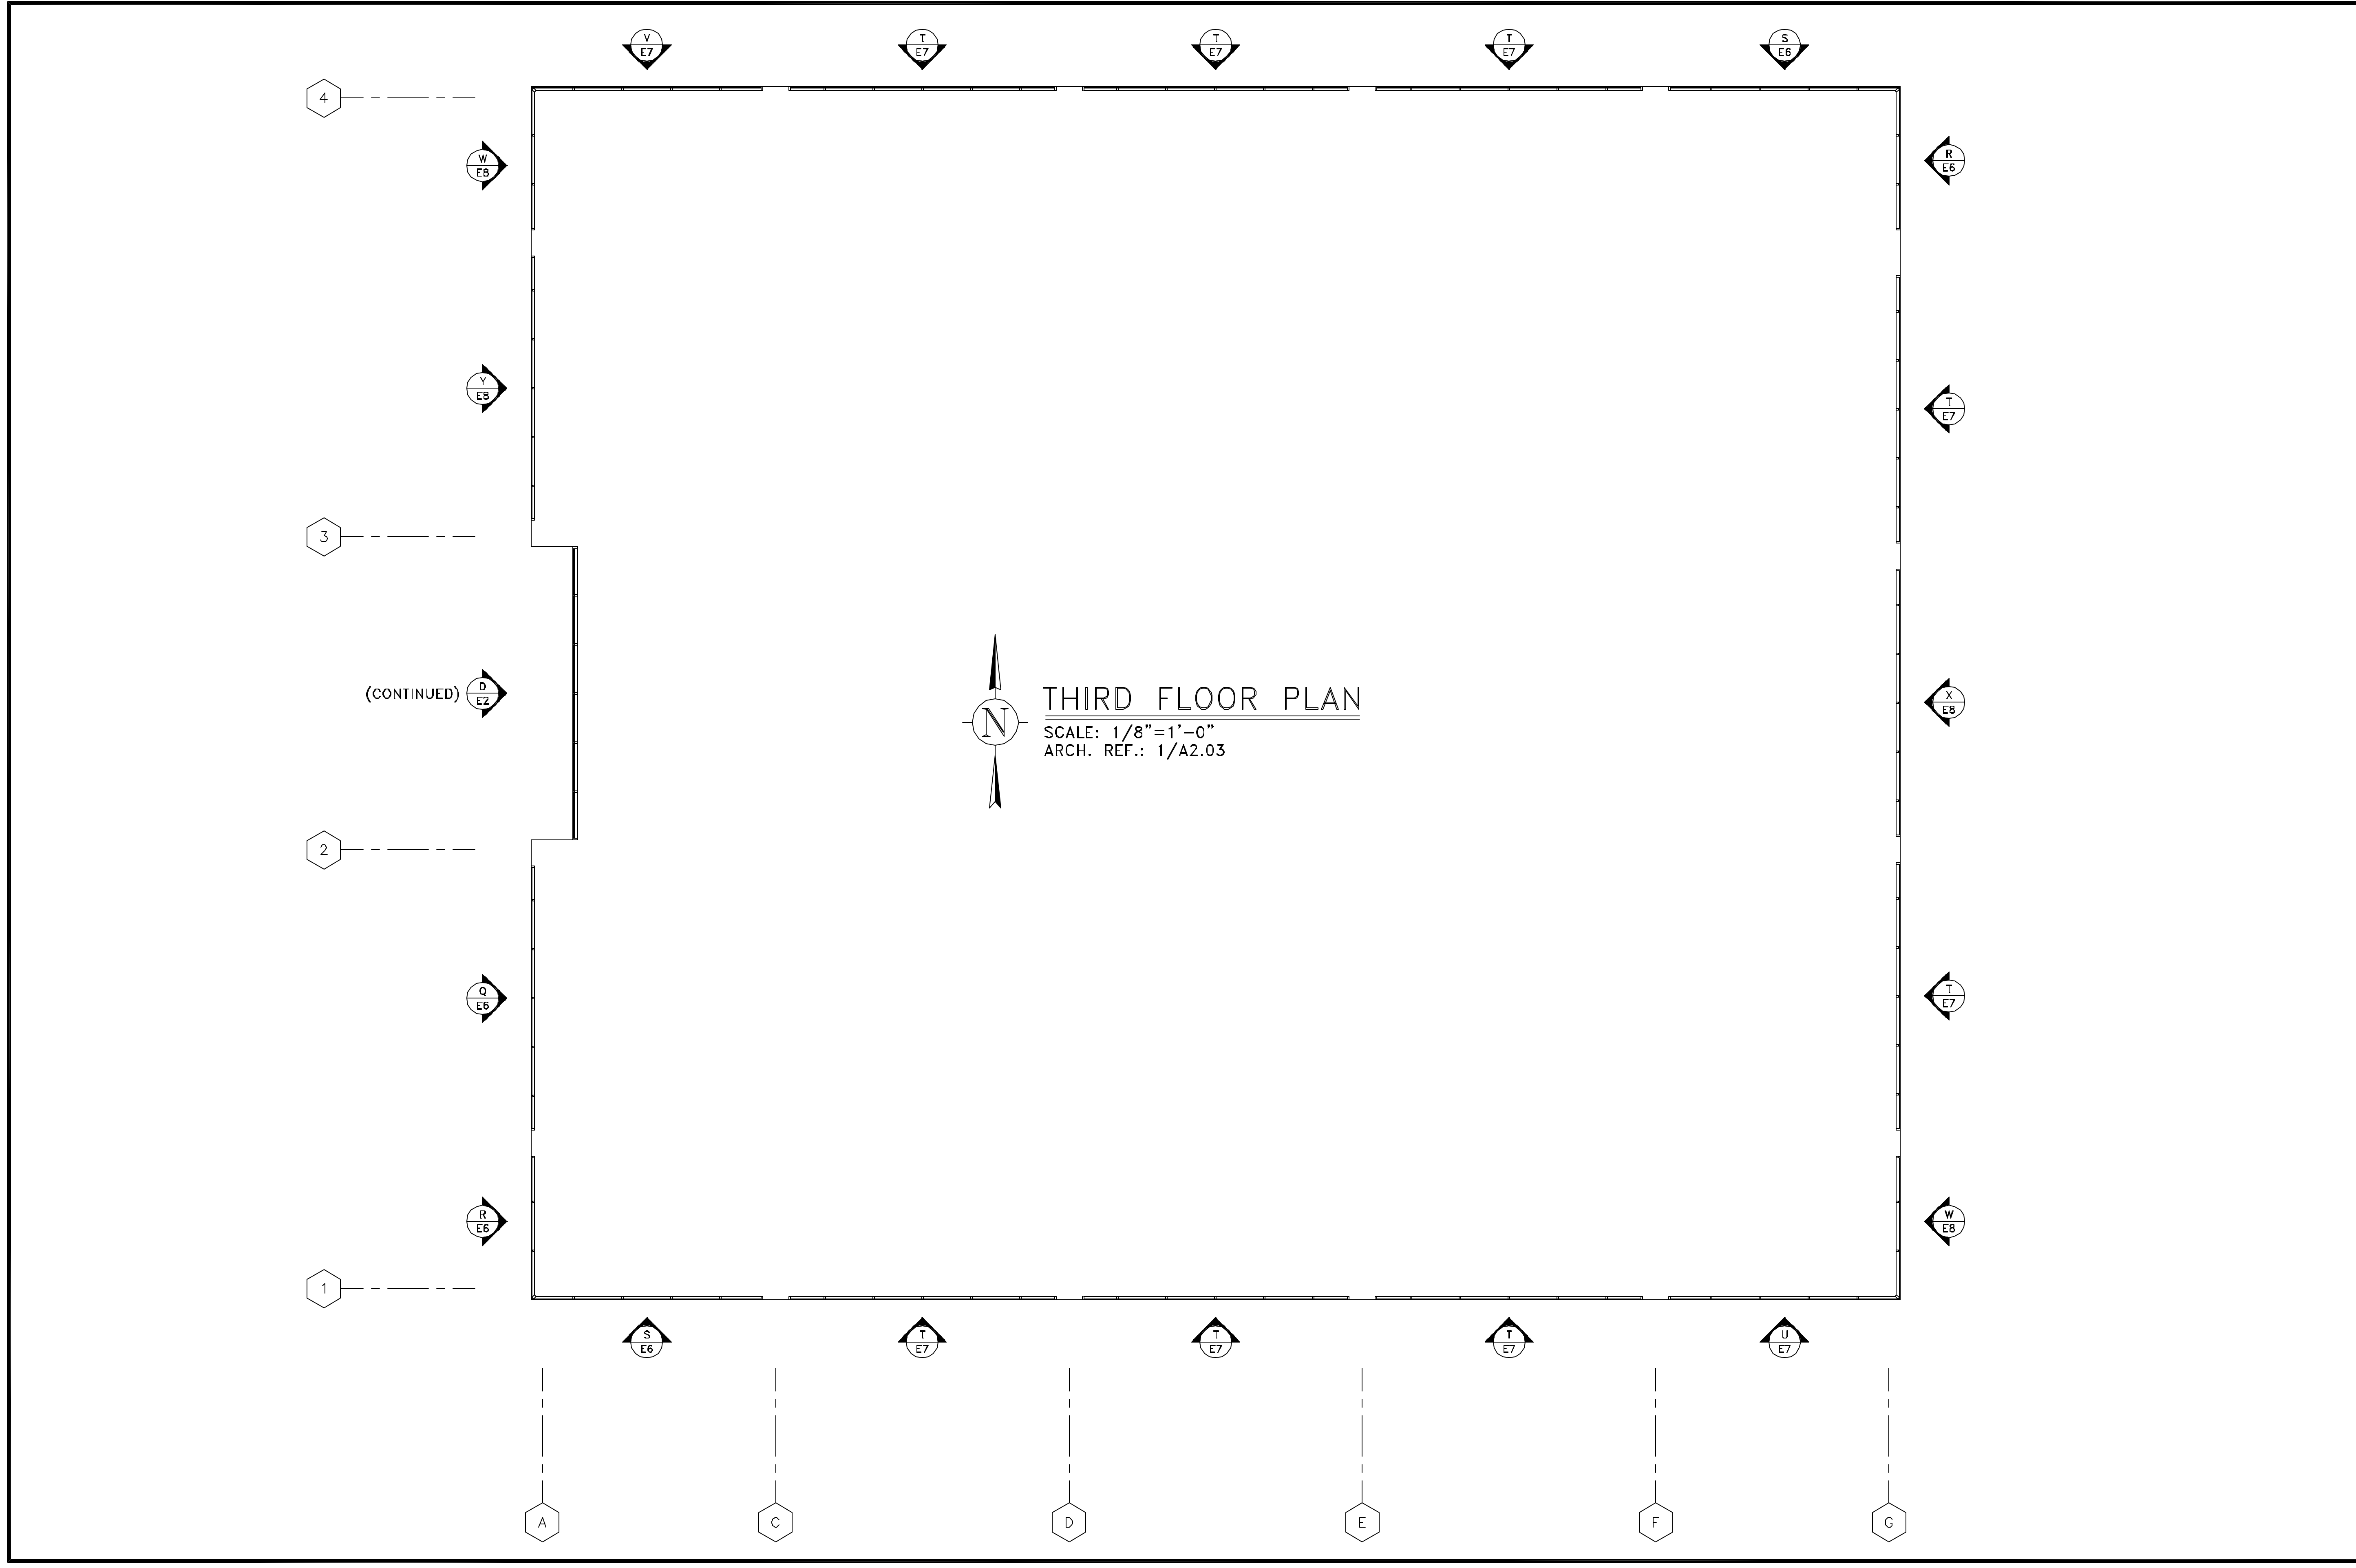 V
E7
T
E7
T
E7
T
E7
S
E6
4
W
E8
R
E6
Y
E8
T
E7
3
(CONTINUED)
D
E2
THIRD FLOOR PLAN
N
SCALE: 1/8"=1'-0"
ARCH. REF.: 1/A2.03
X
E8
2
Q
E6
T
E7
R
E6
W
E8
1
S
E6
T
E7
T
E7
T
E7
U
E7
A
C
D
E
F
G